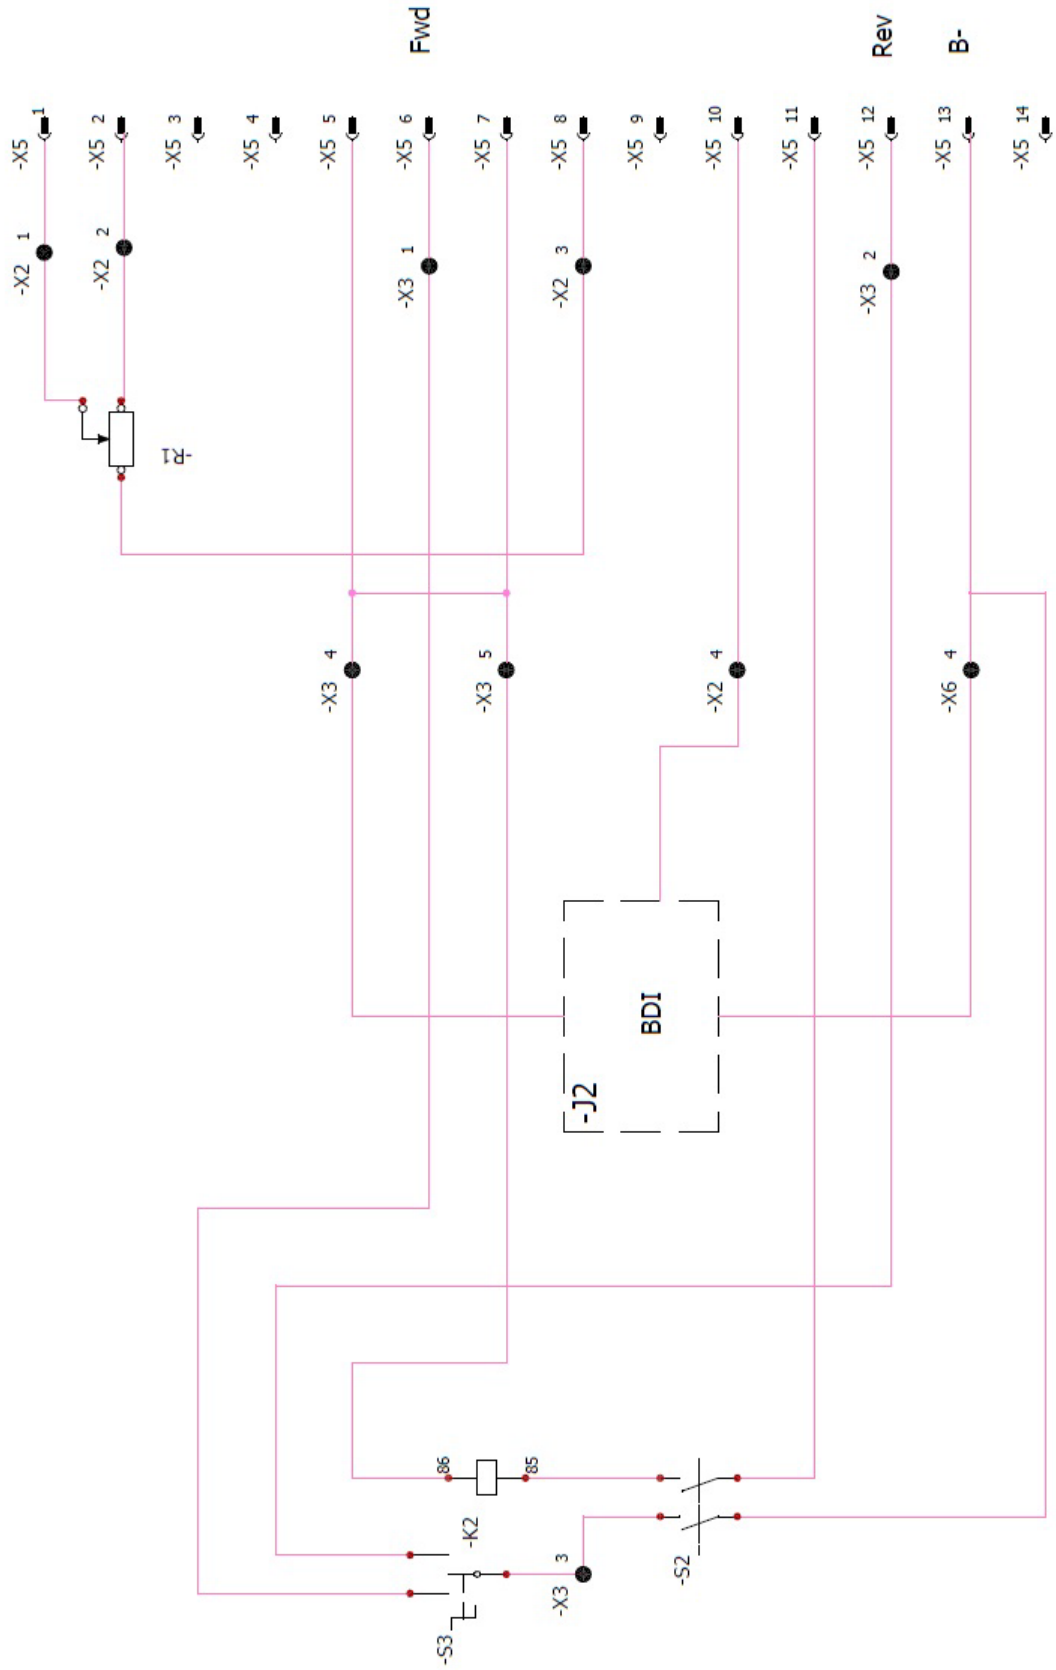 Fwd
Rev
B-
-X5 1
-X5 2
-X5 3
-X5 4
-X5 5
-X5 6
-X5 7
-X5 8
-X5 9
-X5 10
-X5 11
-X5 12
-X5 13
-X5 14
-X2 1
-X2 2
-X3 1
-X2 3
-X3 2
-R1
-X3 4
-X3 5
-X2 4
-X6 4
BDI
-J2
86
85
-K2
-X3 3
-S2
-S3